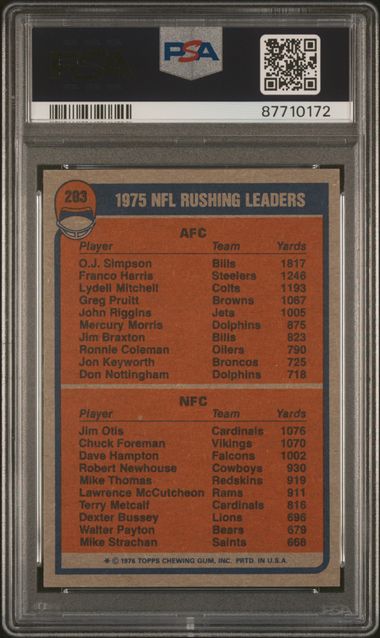 PSA
PSA
87710172
203
1975 NFL RUSHING LEADERS
AFC
Player Team Yards
O.J. Simpson Bills 1817
Franco Harris Steelers 1246
Lydell Mitchell Colts 1193
Greg Pruitt Browns 1067
John Riggins Jets 1005
Mercury Morris Dolphins 875
Jim Braxton Bills 823
Ronnie Coleman Oilers 790
Jon Keyworth Broncos 725
Don Nottingham Dolphins 718
NFC
Player Team Yards
Jim Otis Cardinals 1076
Chuck Foreman Vikings 1070
Dave Hampton Falcons 1002
Robert Newhouse Cowboys 930
Mike Thomas Redskins 919
Lawrence McCutcheon Rams 911
Terry Metcalf Cardinals 816
Dexter Bussey Lions 696
Walter Payton Bears 679
Mike Strachan Saints 668
* © 1976 TOPPS CHEWING GUM, INC. PRTD. IN U.S.A.